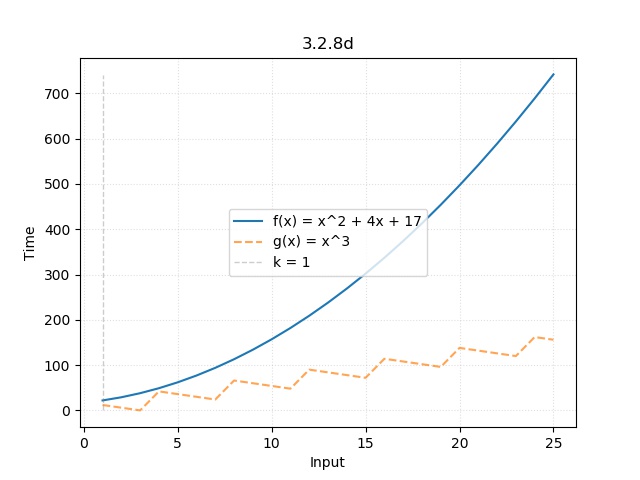 3.2.8d
Time
700
600
500
400
300
200
100
0
f(x) = x^2 + 4x + 17
g(x) = x^3
k = 1
0 5 10 15 20 25
Input